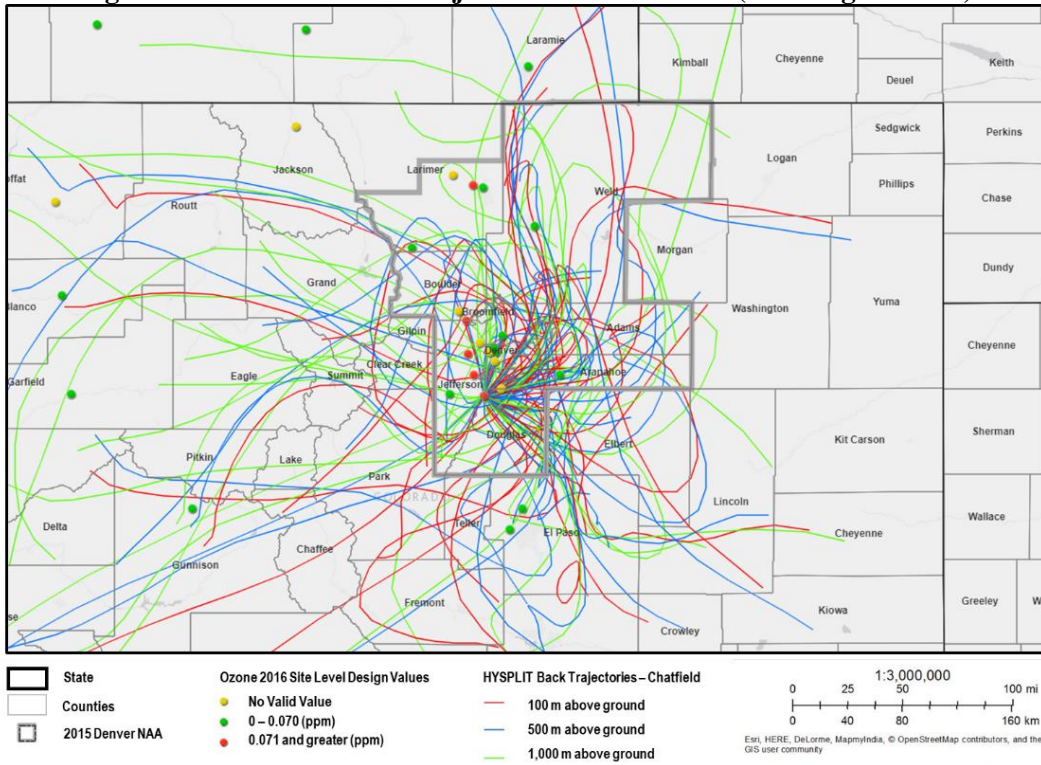 Laramie
Kimball
Cheyenne
Keith
Deuel
Sedgwick
Perkins
Logan
Jackson
Larimer
offat
Phillips
Chase
Routt
Weld
Morgan
Dundy
Grand
Boulder
Blanco
Broomfield
Washington
Yuma
Gilpin
Adams
Cheyenne
Denver
Clear Creek
Garfield
Eagle
Summit
Jefferson
Arapahoe
Douglas
Elbert
Kit Carson
Sherman
Pitkin
Lake
Park
COLORAD
Lincoln
Delta
Teller
El Paso
Cheyenne
Wallace
Chaffee
Gunnison
Fremont
Kiowa
Greeley
W
se
Crowley
State
Counties
2015 Denver NAA
Ozone 2016 Site Level Design Values
No Valid Value
0 – 0.070 (ppm)
0.071 and greater (ppm)
HYSPLIT Back Trajectories – Chatfield
100 m above ground
500 m above ground
1,000 m above ground
1:3,000,000
0 25 50 100 mi
0 40 80 160 km
Esri, HERE, DeLorme, MapmyIndia, © OpenStreetMap contributors, and the
GIS user community